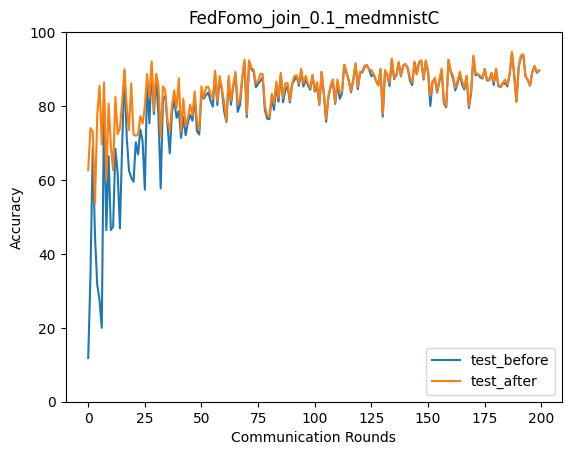 FedFomo_join_0.1_medmnistC
100
80
60
40
20
0
Accuracy
0 25 50 75 100 125 150 175 200
Communication Rounds
test_before
test_after